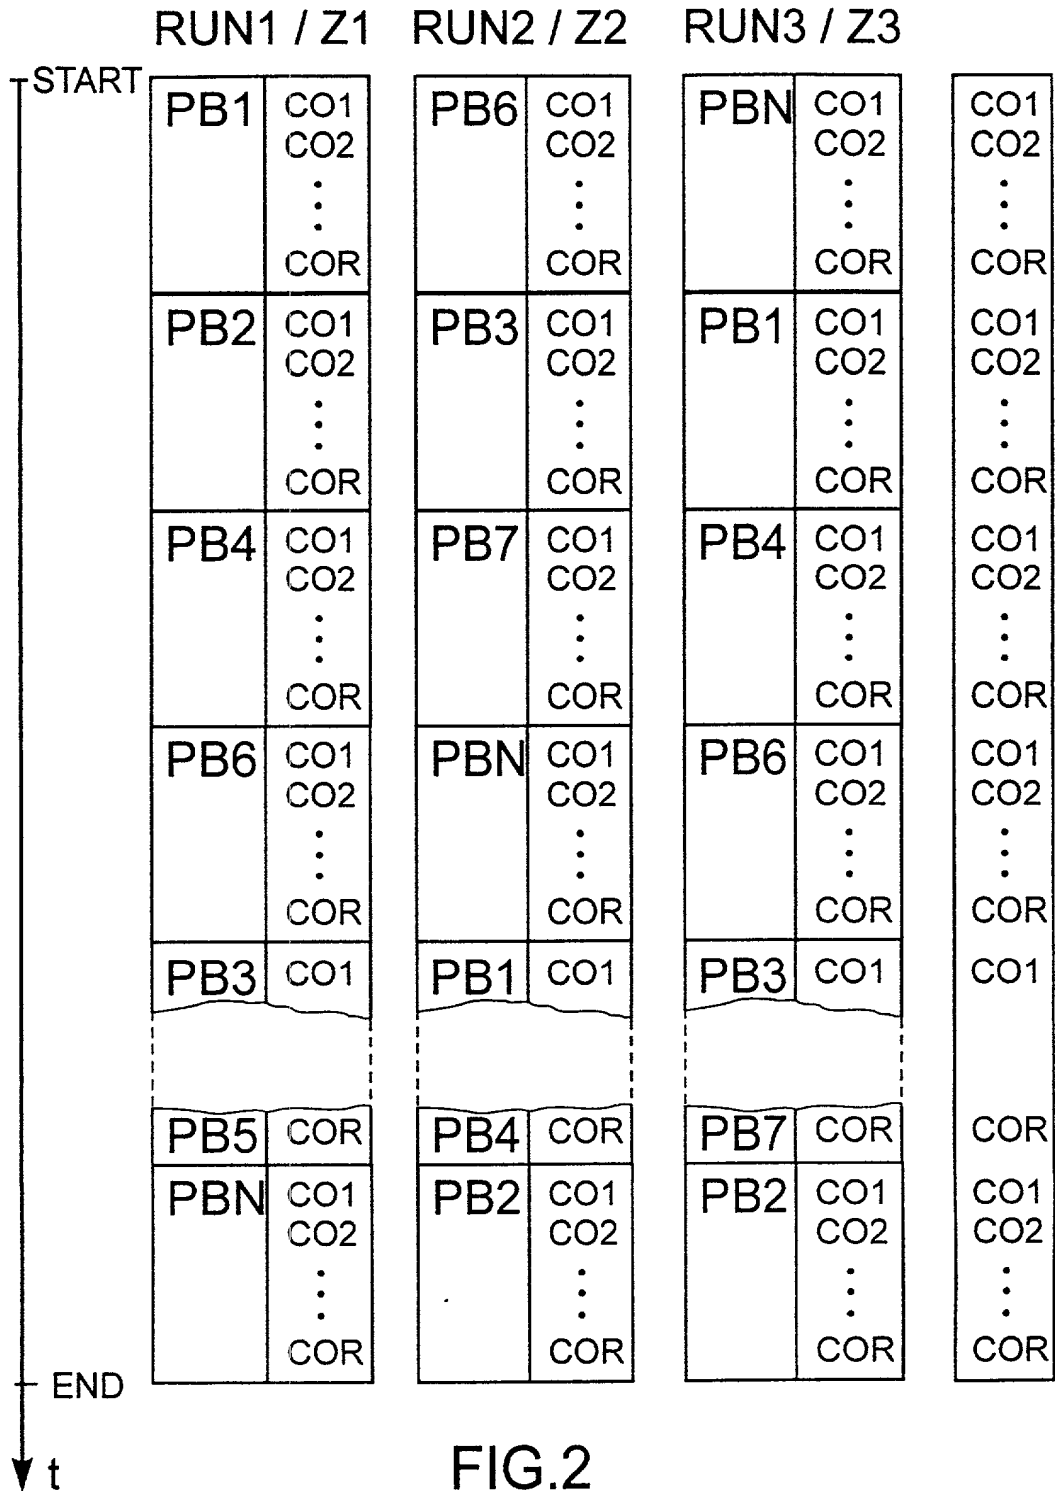 RUN1 / Z1 RUN2 / Z2 RUN3 / Z3
START PB1 CO1 PB6 CO1 PBN CO1 CO1
CO2 CO2 CO2 CO2
COR COR COR COR
PB2 CO1 PB3 CO1 PB1 CO1 CO1
CO2 CO2 CO2 CO2
COR COR COR COR
PB4 CO1 PB7 CO1 PB4 CO1 CO1
CO2 CO2 CO2 CO2
COR COR COR COR
PB6 CO1 PBN CO1 PB6 CO1 CO1
CO2 CO2 CO2 CO2
COR COR COR COR
PB3 CO1 PB1 CO1 PB3 CO1 CO1
PB5 COR PB4 COR PB7 COR COR
PBN CO1 PB2 CO1 PB2 CO1 CO1
CO2 CO2 CO2 CO2
COR COR COR COR
END
t FIG.2